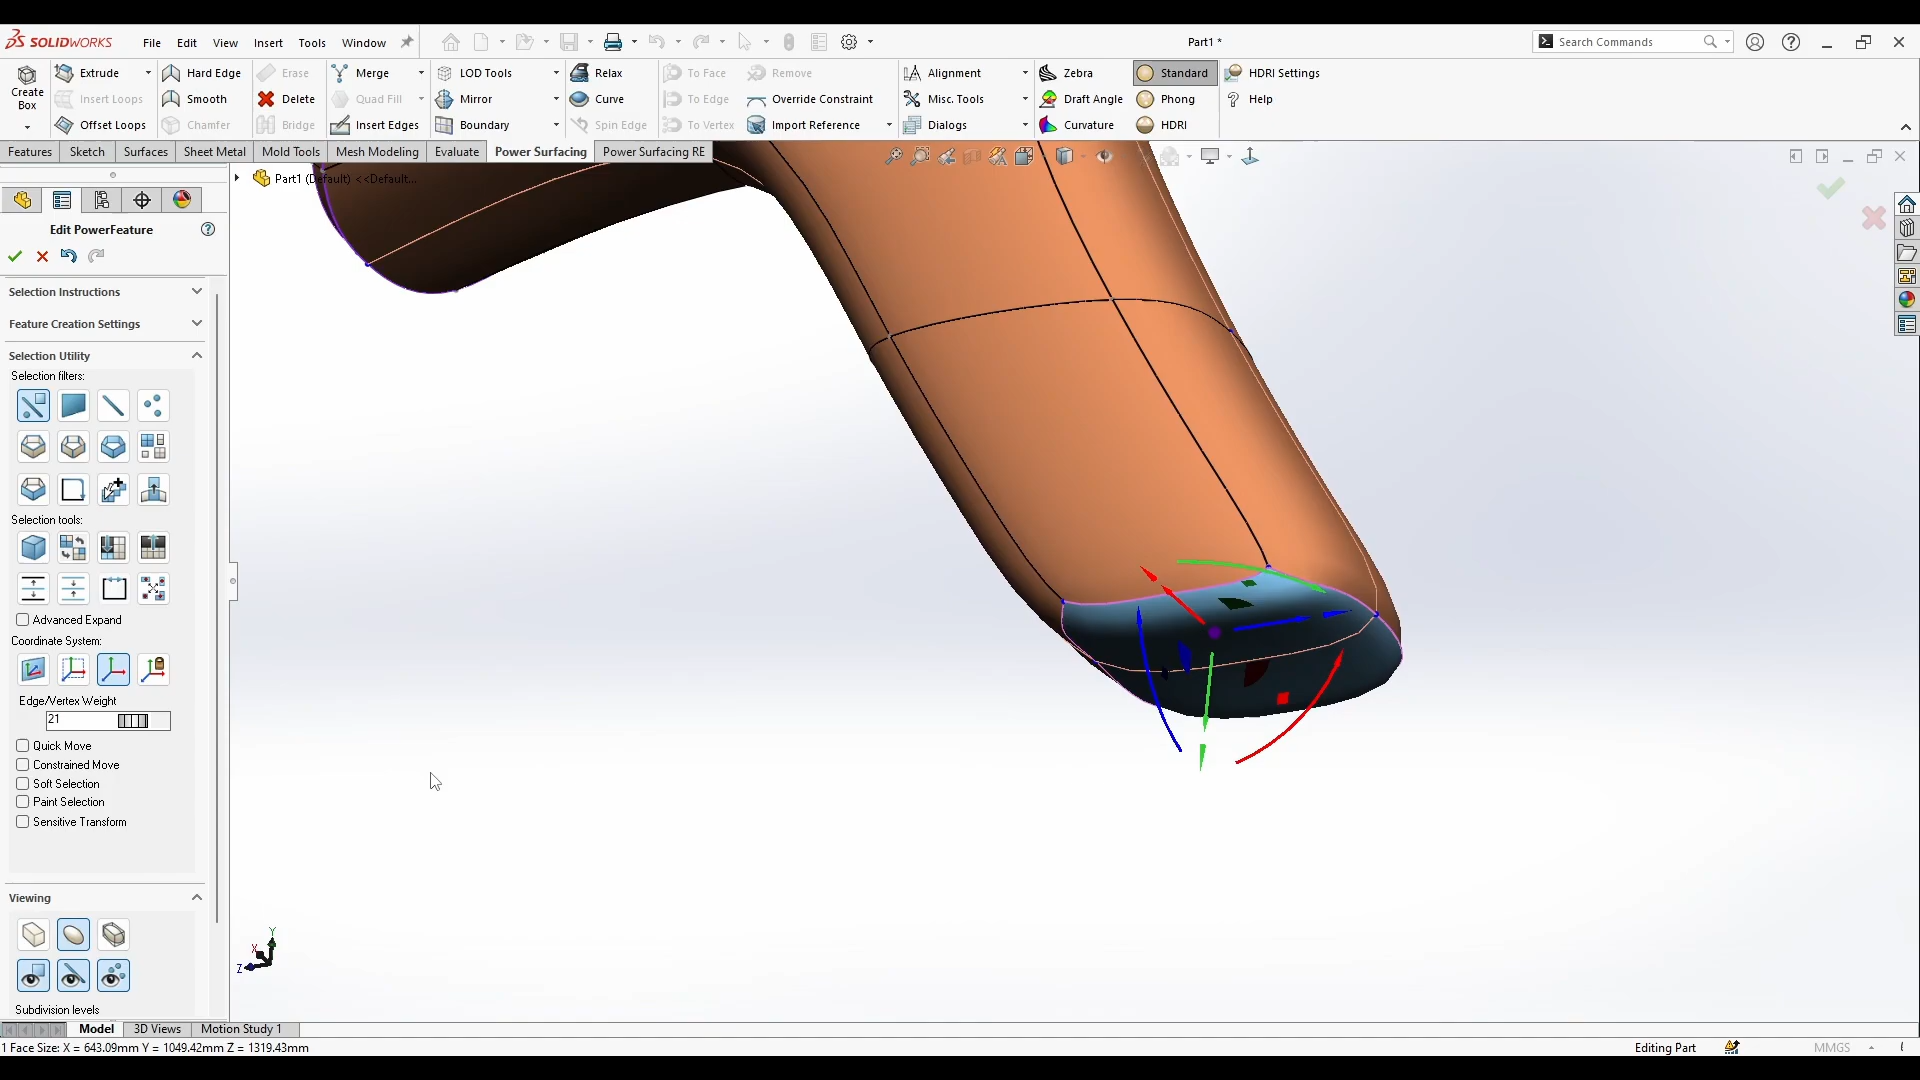 SOLIDWORKS File Edit View Insert Tools Window Part1 * Search Commands
Create Box
Extrude Hard Edge Erase Merge LOD Tools Relax To Face Remove Alignment Zebra Standard HDRI Settings
Insert Loops Smooth Delete Quad Fill Mirror Curve To Edge Override Constraint Misc. Tools Draft Angle Phong Help
Offset Loops Chamfer Bridge Insert Edges Boundary Spin Edge To Vertex Import Reference Dialogs Curvature HDRI
Features Sketch Surfaces Sheet Metal Mold Tools Mesh Modeling Evaluate Power Surfacing Power Surfacing RE
Part1 (Default) <<Default...
Edit PowerFeature
Selection Instructions
Feature Creation Settings
Selection Utility
Selection filters:
Selection tools:
Advanced Expand
Coordinate System:
Edge/Vertex Weight
21
Quick Move
Constrained Move
Soft Selection
Paint Selection
Sensitive Transform
Viewing
Y
X
Z
Subdivision levels
Model 3D Views Motion Study 1
1 Face Size: X = 643.09mm Y = 1049.42mm Z = 1319.43mm Editing Part MMGS